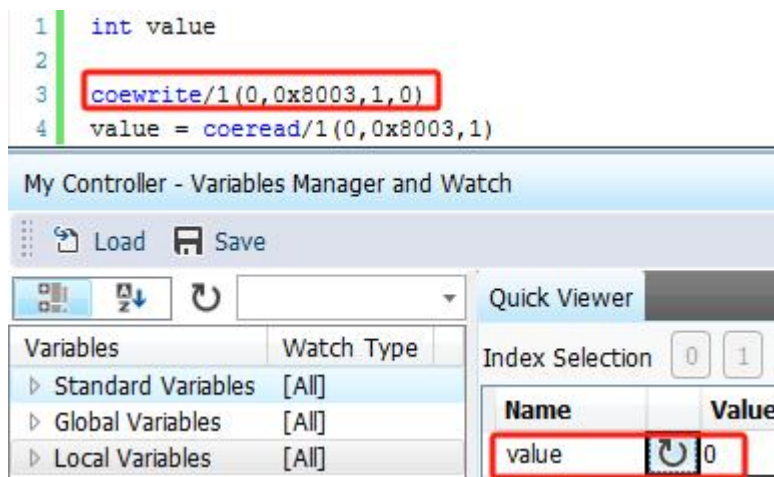 1 int value
2
3 coewrite/1(0,0x8003,1,0)
4 value = coeread/1(0,0x8003,1)
My Controller - Variables Manager and Watch
Load Save
Quick Viewer
Variables Watch Type
Index Selection 0 1
Standard Variables [All]
Name Value
Global Variables [All]
Local Variables [All]
value 0